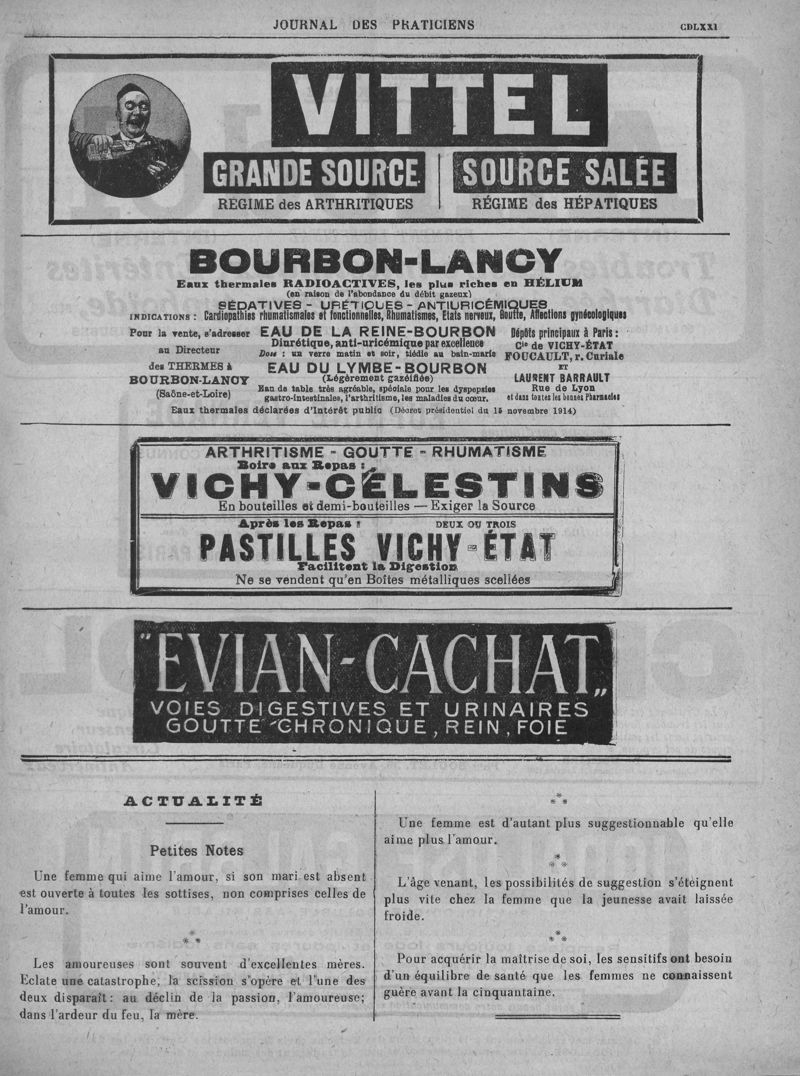 JOURNAL DES PRATICIENS
CDLXXI
VITTEL
GRANDE SOURCE
RÉGIME des ARTHRITIQUES
SOURCE SALÉE
RÉGIME des HÉPATIQUES
BOURBON-LANCY
Eaux thermales RADIOACTIVES, les plus riches en HÉLIUM
(en raison de l'abondance du débit gazeux)
SÉDATIVES - URÉTIQUES - ANTIURICÉMIQUES
INDICATIONS : Cardiopathies rhumatismales et fonctionnelles, Rhumatismes, Etats nerveux, Goutte, Affections gynécologiques
Pour la vente, s'adresser
au Directeur
des THERMES à
BOURBON-LANCY
(Saône-et-Loire)
EAU DE LA REINE-BOURBON
Diurétique, anti-uricémique par excellence
Dose : un verre matin et soir, tiédie au bain-marie
EAU DU LYMBE-BOURBON
(Légèrement gazéifiée)
Eau de table très agréable, spéciale pour les dyspepsies
gastro-intestinales, l'arthritisme, les maladies du cœur.
Dépôts principaux à Paris :
Cie de VICHY-ÉTAT
FOUCAULT, r. Curiale
ET
LAURENT BARRAULT
Rue de Lyon
et dans toutes les bonnes Pharmacies
Eaux thermales déclarées d'Intérêt public (Décret présidentiel du 15 novembre 1914)
ARTHRITISME - GOUTTE - RHUMATISME
Boire aux Repas :
VICHY-CÉLESTINS
En bouteilles et demi-bouteilles — Exiger la Source
Après les Repas : DEUX OU TROIS
PASTILLES VICHY-ÉTAT
Facilitent la Digestion
Ne se vendent qu'en Boîtes métalliques scellées
"EVIAN-CACHAT„
VOIES DIGESTIVES ET URINAIRES
GOUTTE CHRONIQUE, REIN, FOIE
ACTUALITÉ
Petites Notes
Une femme qui aime l'amour, si son mari est absent
est ouverte à toutes les sottises, non comprises celles de
l'amour.
* * *
Les amoureuses sont souvent d'excellentes mères.
Eclate une catastrophe, la scission s'opère et l'une des
deux disparaît : au déclin de la passion, l'amoureuse;
dans l'ardeur du feu, la mère.
* * *
Une femme est d'autant plus suggestionnable qu'elle
aime plus l'amour.
* * *
L'âge venant, les possibilités de suggestion s'éteignent
plus vite chez la femme que la jeunesse avait laissée
froide.
* * *
Pour acquérir la maîtrise de soi, les sensitifs ont besoin
d'un équilibre de santé que les femmes ne connaissent
guère avant la cinquantaine.